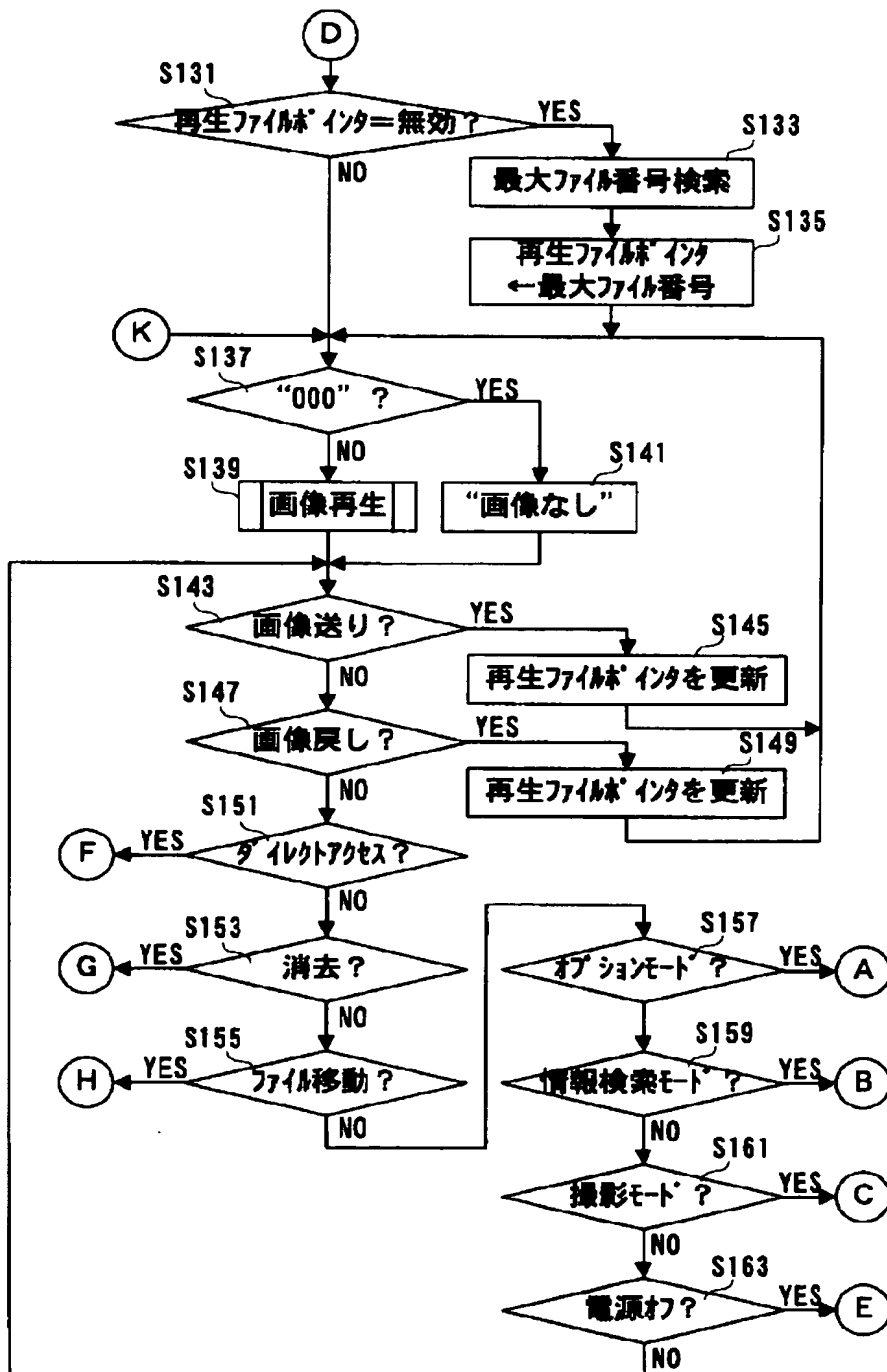 D
S131
再生ファイルポインタ=無効?
YES
NO
S133
最大ファイル番号検索
S135
再生ファイルポインタ
←最大ファイル番号
K
S137
“000” ?
YES
NO
S139
画像再生
S141
“画像なし”
S143
画像送り?
YES
NO
S145
再生ファイルポインタを更新
S147
画像戻し?
YES
NO
S149
再生ファイルポインタを更新
S151
ダイレクトアクセス?
YES
F
NO
S153
消去?
YES
G
NO
S155
ファイル移動?
YES
H
NO
S157
オプションモード?
YES
A
S159
情報検索モード?
YES
B
NO
S161
撮影モード?
YES
C
NO
S163
電源オフ?
YES
E
NO